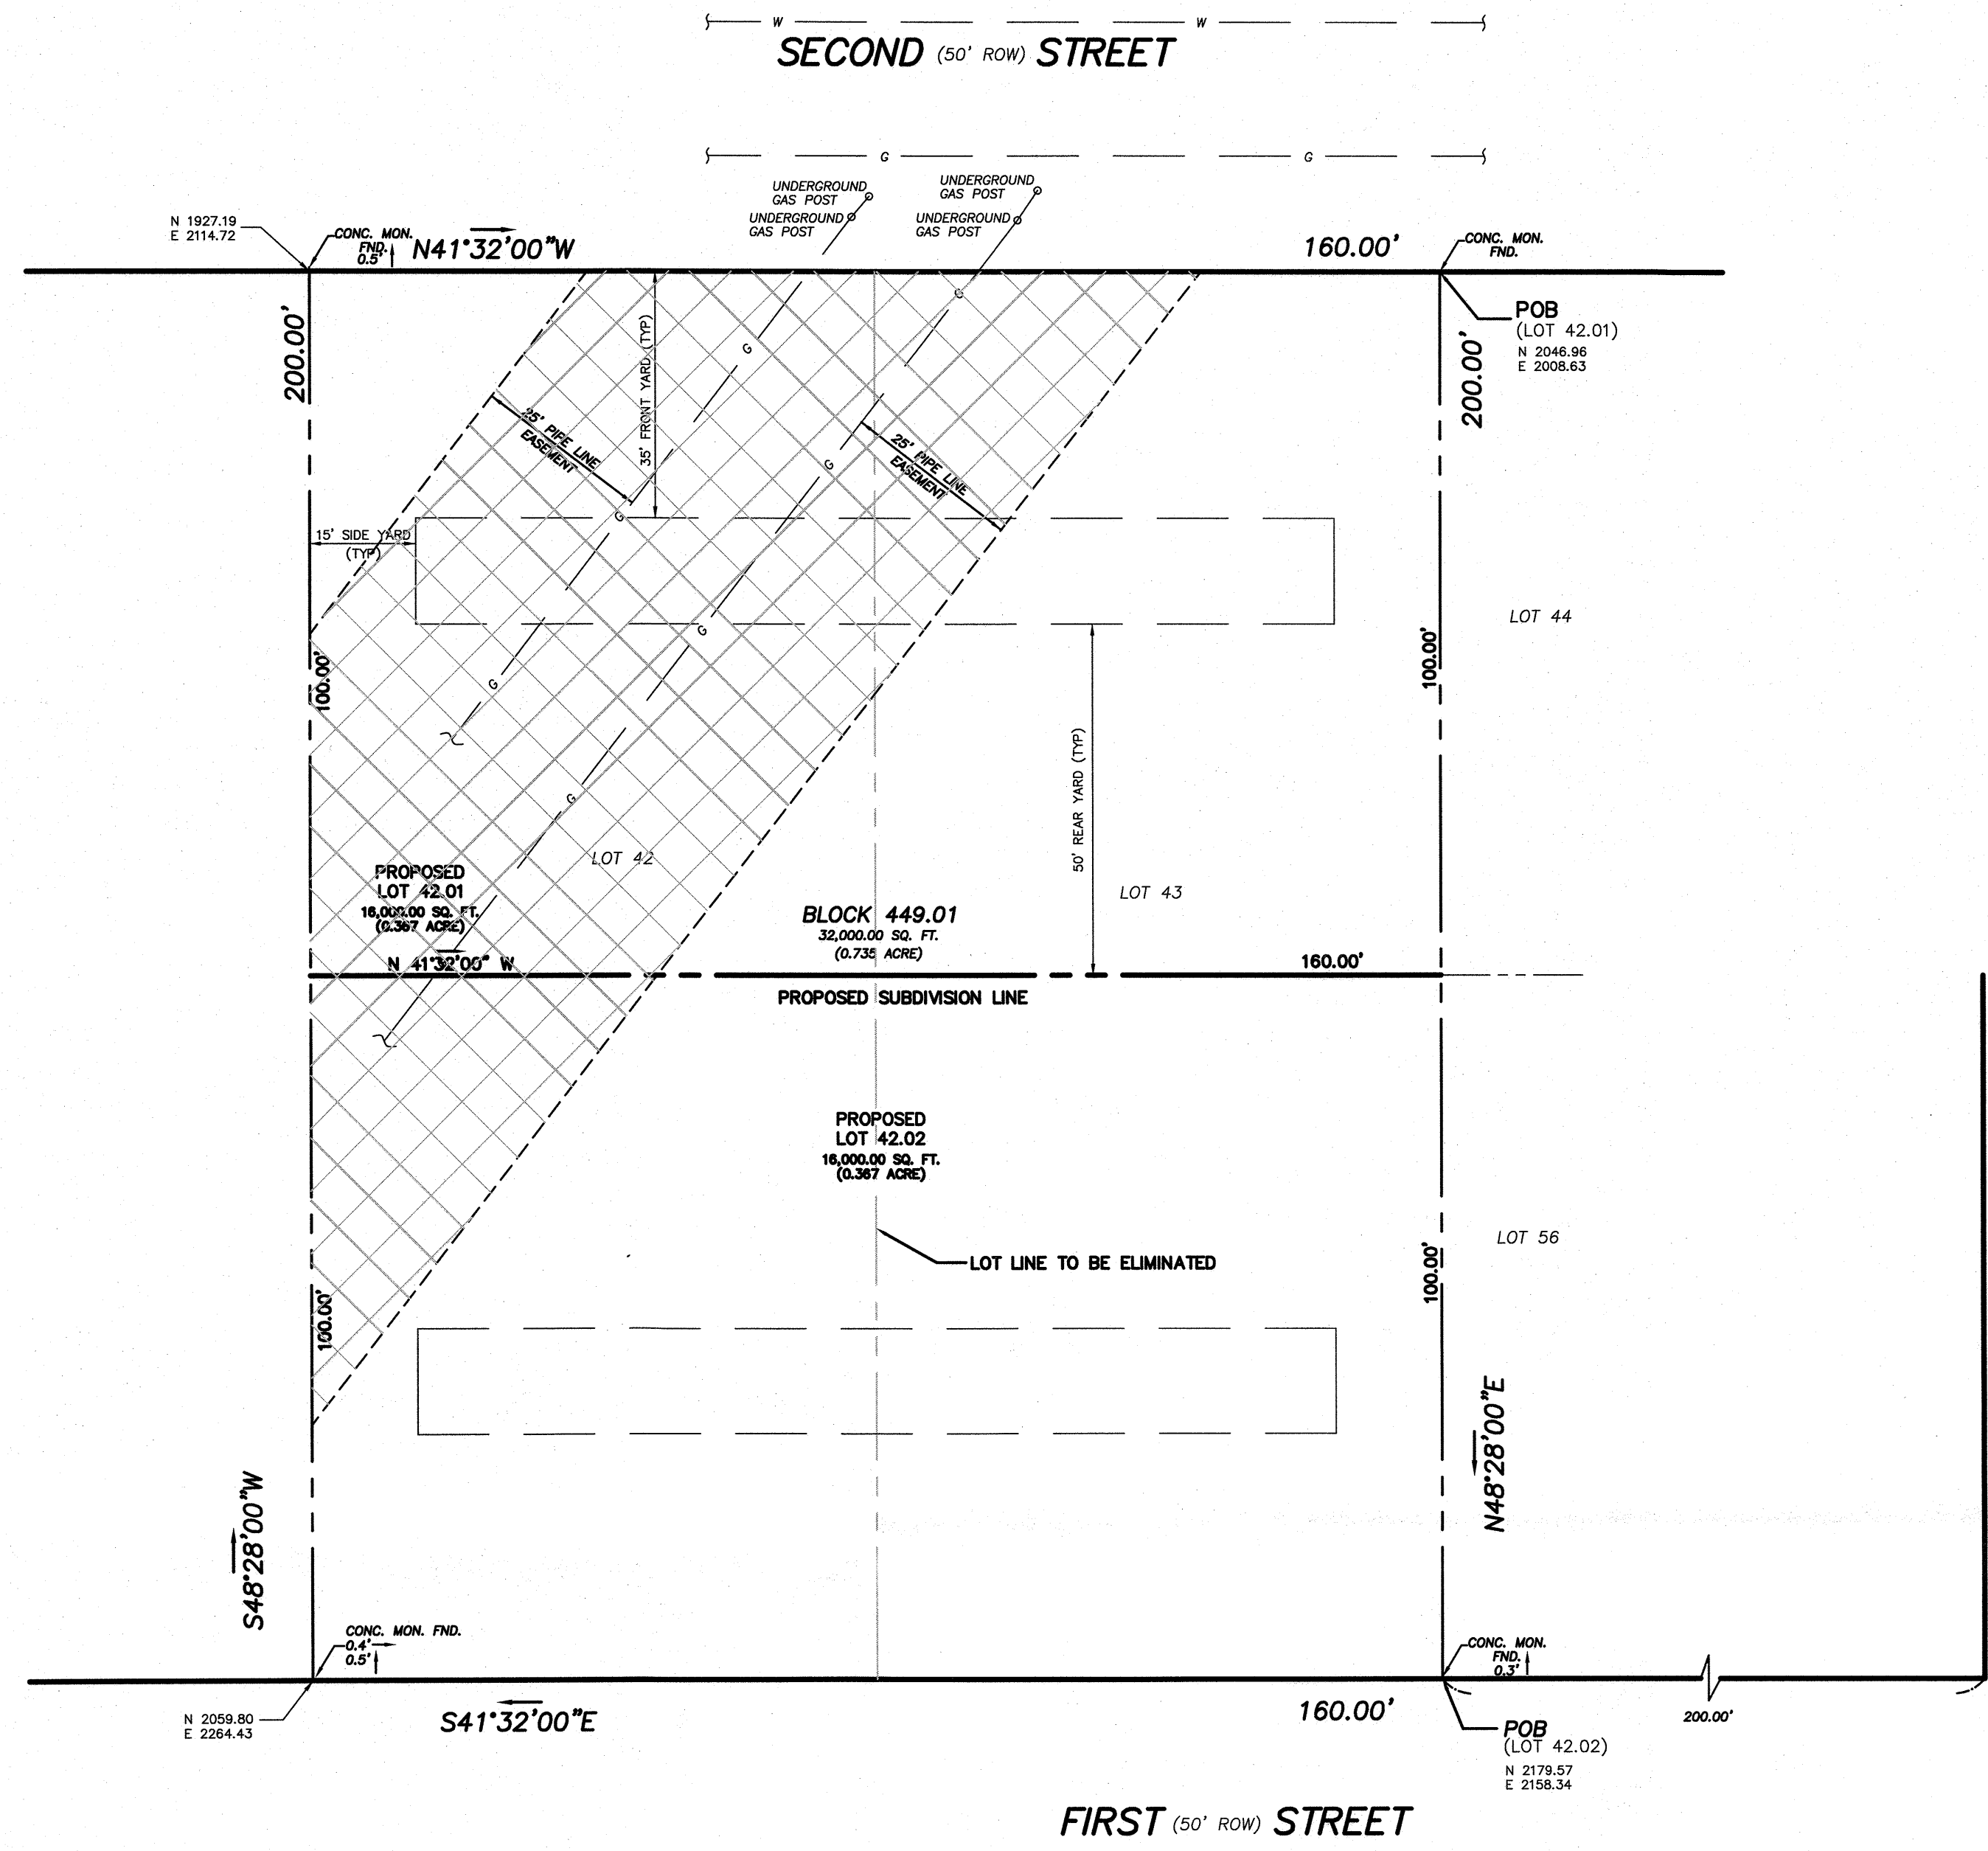 W W
SECOND (50' ROW) STREET
G G
UNDERGROUND
GAS POST
UNDERGROUND
GAS POST
UNDERGROUND
GAS POST
UNDERGROUND
GAS POST
N 1927.19
E 2114.72
CONC. MON.
FND.
0.5'
N41°32'00"W
160.00'
CONC. MON.
FND.
POB
(LOT 42.01)
N 2046.96
E 2008.63
200.00'
200.00'
G
G
35' FRONT YARD (TYP)
25' PIPE LINE
EASEMENT
25' PIPE LINE
EASEMENT
G
G
15' SIDE YARD
(TYP)
LOT 44
G
G
100.00'
100.00'
G
50' REAR YARD (TYP)
LOT 42
PROPOSED
LOT 42.01
16,000.00 SQ. FT.
(0.367 ACRE)
LOT 43
BLOCK 449.01
32,000.00 SQ. FT.
(0.735 ACRE)
N 41°32'00" W
160.00'
PROPOSED SUBDIVISION LINE
PROPOSED
LOT 42.02
16,000.00 SQ. FT.
(0.367 ACRE)
LOT 56
LOT LINE TO BE ELIMINATED
100.00'
100.00'
S48°28'00"W
N48°28'00"E
CONC. MON. FND.
0.4'
0.5'
CONC. MON.
FND.
0.3'
N 2059.80
E 2264.43
S41°32'00"E
160.00'
200.00'
POB
(LOT 42.02)
N 2179.57
E 2158.34
FIRST (50' ROW) STREET